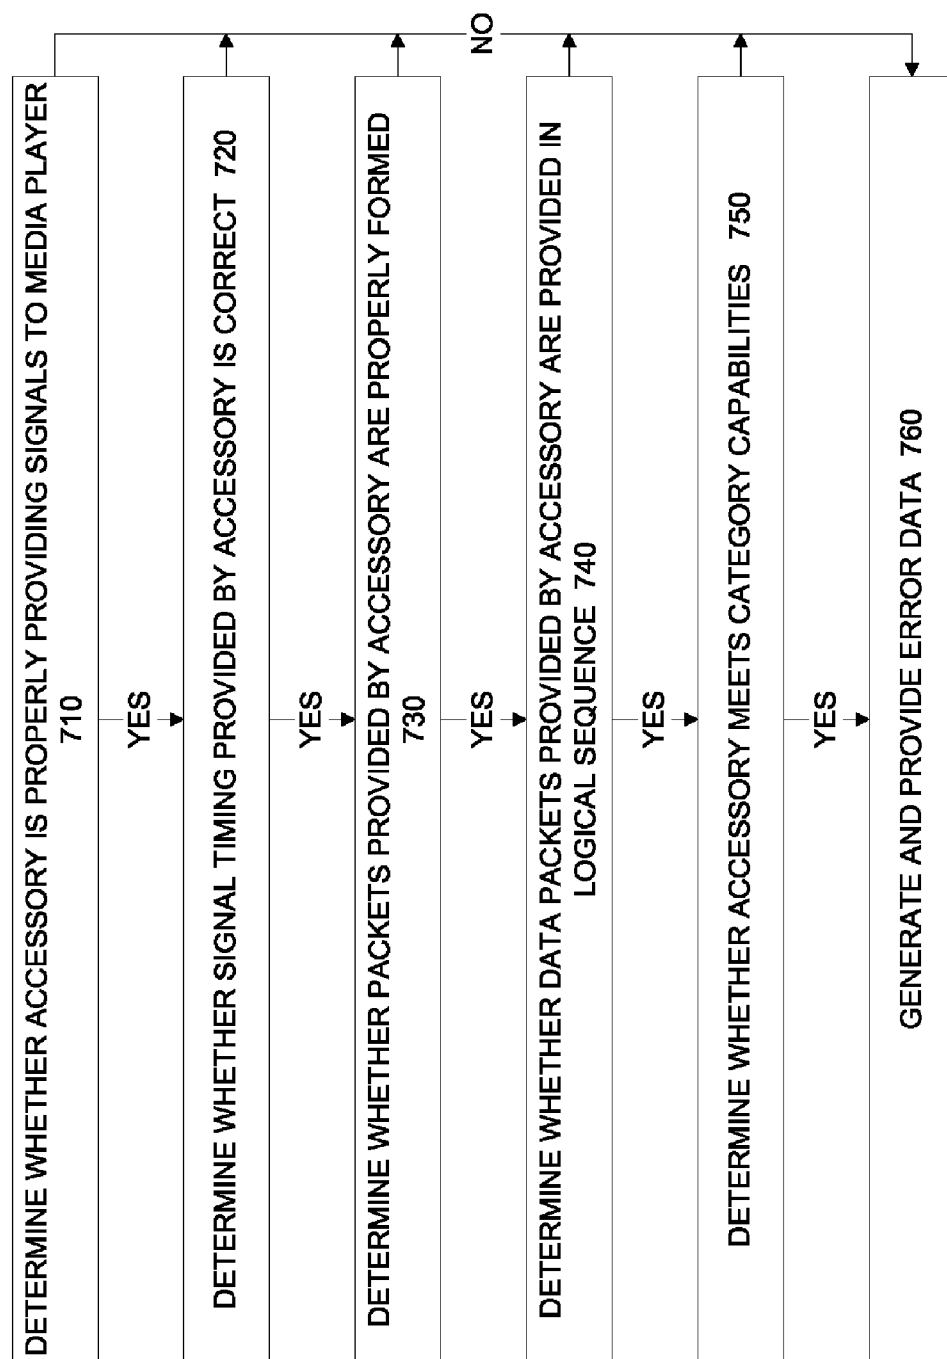 DETERMINE WHETHER ACCESSORY IS PROPERLY PROVIDING SIGNALS TO MEDIA PLAYER
710
YES
DETERMINE WHETHER SIGNAL TIMING PROVIDED BY ACCESSORY IS CORRECT 720
YES
DETERMINE WHETHER PACKETS PROVIDED BY ACCESSORY ARE PROPERLY FORMED
730
YES
DETERMINE WHETHER DATA PACKETS PROVIDED BY ACCESSORY ARE PROVIDED IN
LOGICAL SEQUENCE 740
YES
DETERMINE WHETHER ACCESSORY MEETS CATEGORY CAPABILITIES 750
YES
GENERATE AND PROVIDE ERROR DATA 760
NO